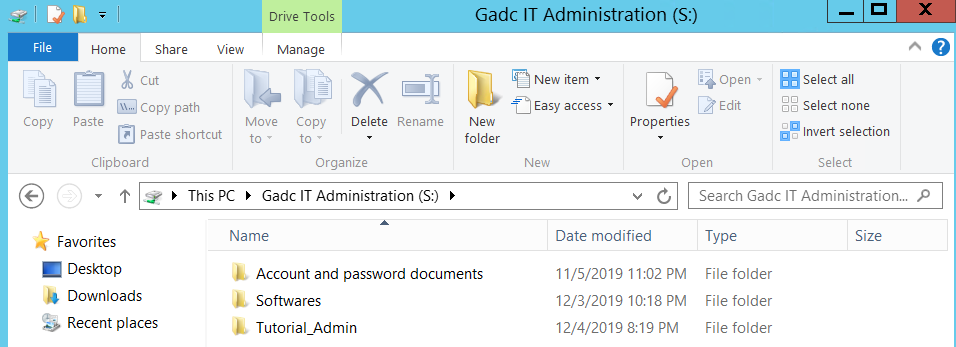 Drive Tools
Gadc IT Administration (S:)
File Home Share View Manage
Copy
Paste
Cut
Copy path
Paste shortcut
Clipboard
Move to
Copy to
Delete
Rename
Organize
New folder
New item
Easy access
New
Properties
Open
Edit
Open
Select all
Select none
Invert selection
Select
This PC Gadc IT Administration (S:)
Search Gadc IT Administration...
Favorites
Desktop
Downloads
Recent places
Name Date modified Type Size
Account and password documents 11/5/2019 11:02 PM File folder
Softwares 12/3/2019 10:18 PM File folder
Tutorial_Admin 12/4/2019 8:19 PM File folder